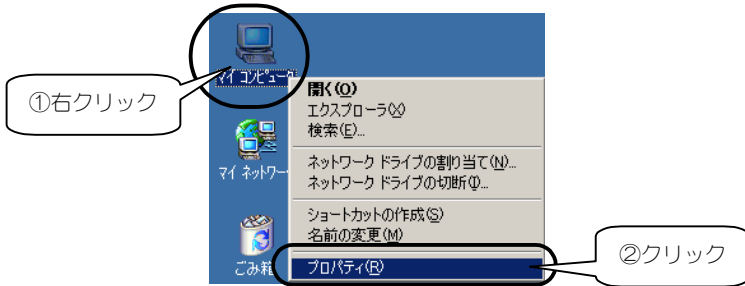 マイ コンピュータ
①右クリック
開く(O)
エクスプローラ(X)
検索(E)...
マイ ネットワー
ネットワーク ドライブの割り当て(N)...
ネットワーク ドライブの切断(I)...
ショートカットの作成(S)
名前の変更(M)
ごみ箱
プロパティ(R)
②クリック